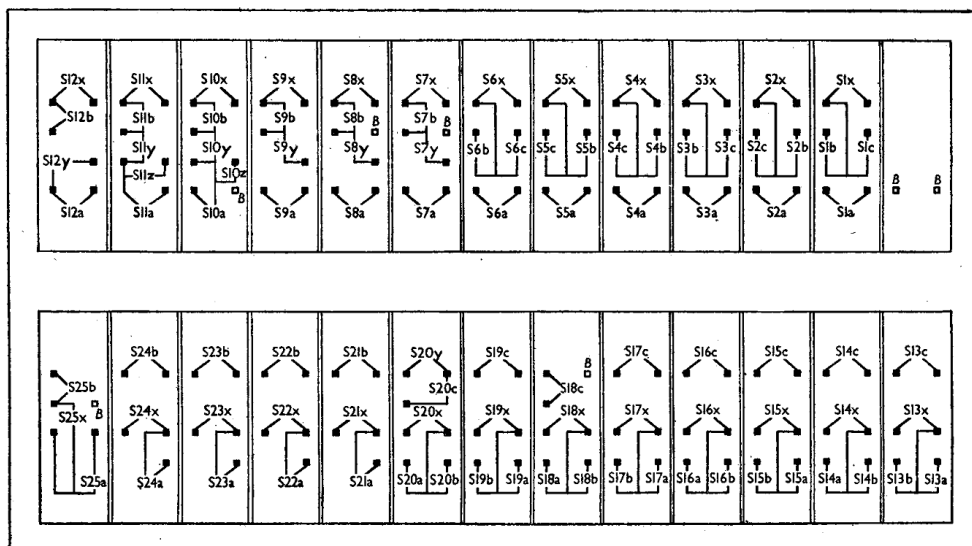 S12x S11x S10x S9x S8x S7x S6x S5x S4x S3x S2x S1x
S12b S11b S10b S9b S8b B S7b B
S12y S11y S10y S9y S8y S7y S6b S6c S5c S5b S4c S4b S3b S3c S2c S2b S1b S1c
S11z S10z B B B
S12a S11a S10a S9a S8a S7a S6a S5a S4a S3a S2a S1a
S24b S23b S22b S21b S20y S19c B S17c S16c S15c S14c S13c
S25b B S20c S18c
S25x S24x S23x S22x S21x S20x S19x S18x S17x S16x S15x S14x S13x
S25a S24a S23a S22a S21a S20a S20b S19b S19a S18a S18b S17b S17a S16a S16b S15b S15a S14a S14b S13b S13a